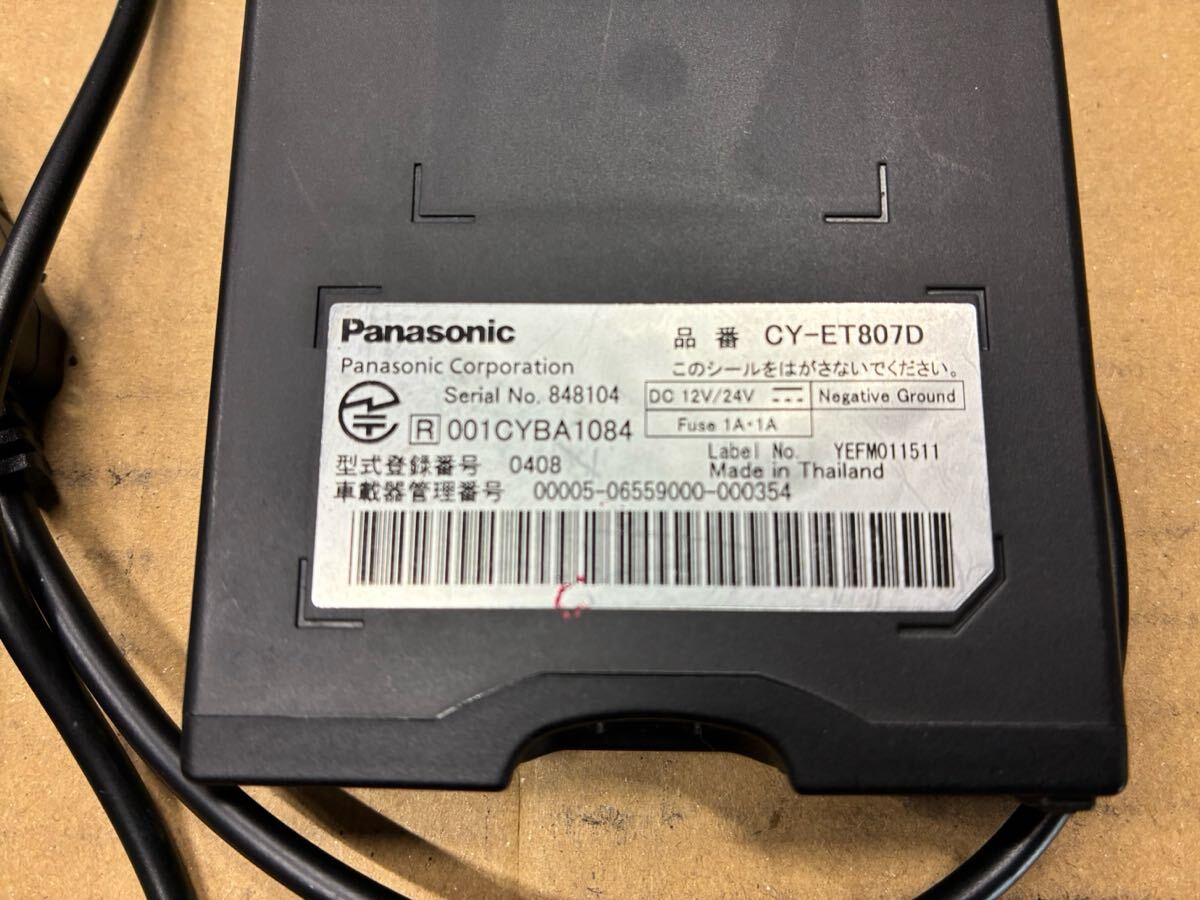 Panasonic
品 番 CY-ET807D
Panasonic Corporation
このシールをはがさないでください。
Serial No. 848104
DC 12V/24V
Negative Ground
R 001CYBA1084
Fuse 1A・1A
Label No. YEFM011511
型式登録番号 0408
Made in Thailand
車載器管理番号 00005-06559000-000354